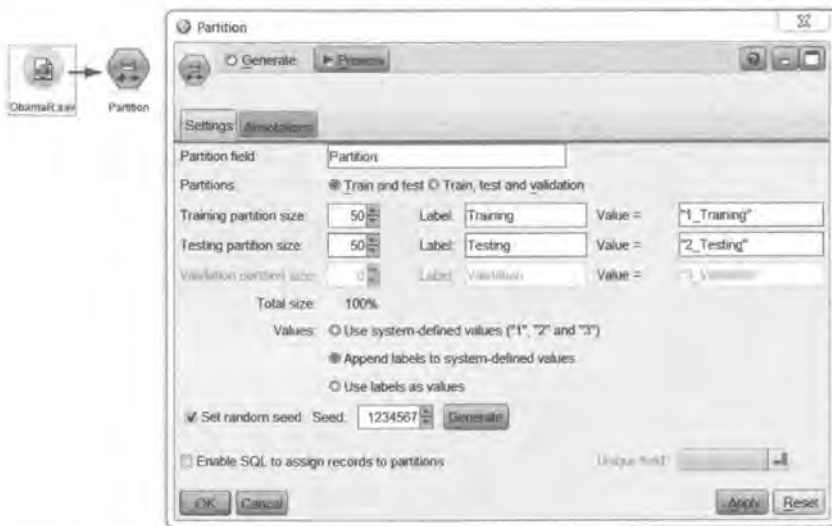 Partition
Generate
Preview
ObamaR.sav
Partition
Settings
Annotations
Partition field:
Partition
Partitions:
Train and test
Train, test and validation
Training partition size:
50
Label:
Training
Value =
"1_Training"
Testing partition size:
50
Label:
Testing
Value =
"2_Testing"
Validation partition size:
0
Label:
Validation
Value =
"3_Validation"
Total size:
100%
Values:
Use system-defined values ("1", "2" and "3")
Append labels to system-defined values
Use labels as values
Set random seed
Seed:
1234567
Generate
Enable SQL to assign records to partitions
Unique field:
OK
Cancel
Apply
Reset